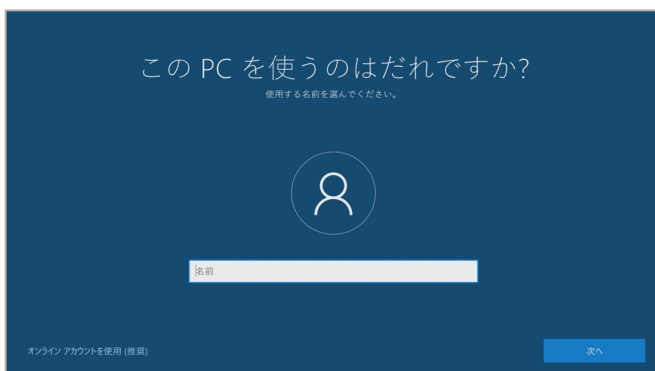 この PC を使うのはだれですか?
使用する名前を選んでください。
名前
オンライン アカウントを使用 (推奨)
次へ